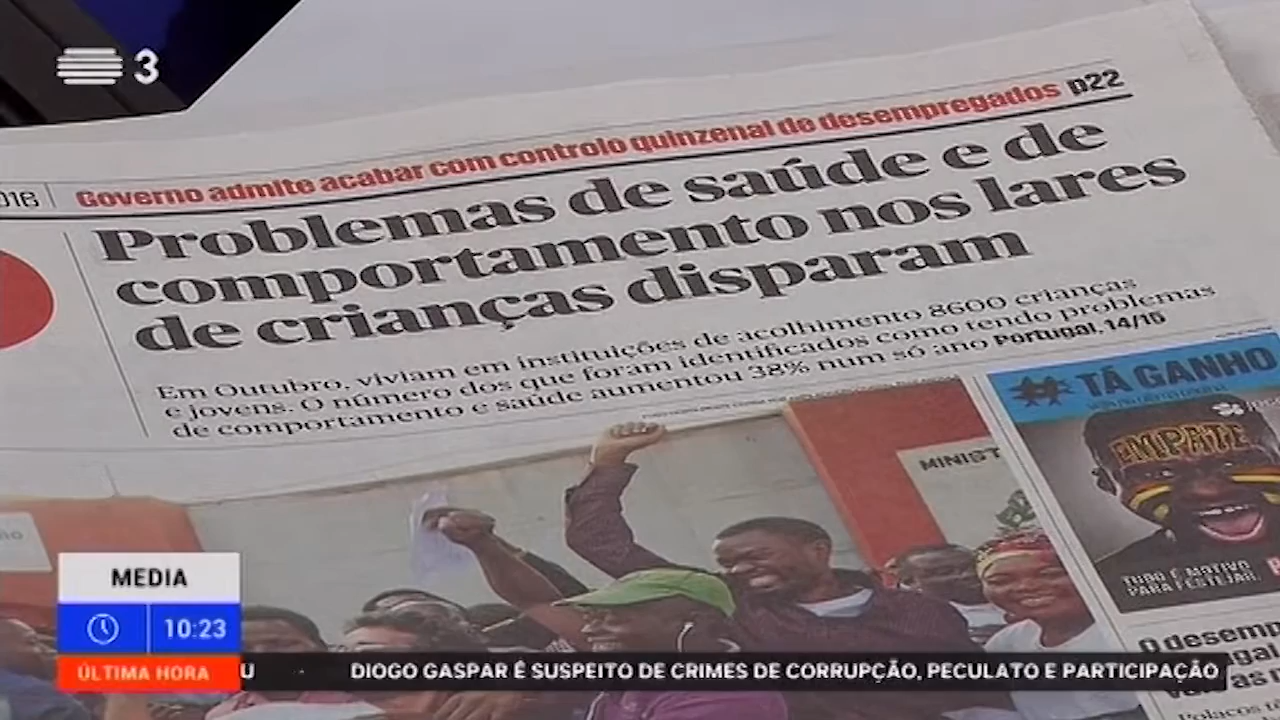 3
016
Governo admite acabar com controlo quinzenal de desempregados p22
Problemas de saúde e de
comportamento nos lares
de crianças disparam
Em Outubro, viviam em instituições de acolhimento 8600 crianças
e jovens. O número dos que foram identificados como tendo problemas
de comportamento e saúde aumentou 38% num só ano Portugal, 14/15
TÁ GANHO
EMPATE
MINIST
TUDO É MOTIVO
PARA FESTEJAR.
O desemp
MEDIA
10:23
ÚLTIMA HORA
U DIOGO GASPAR É SUSPEITO DE CRIMES DE CORRUPÇÃO, PECULATO E PARTICIPAÇÃO